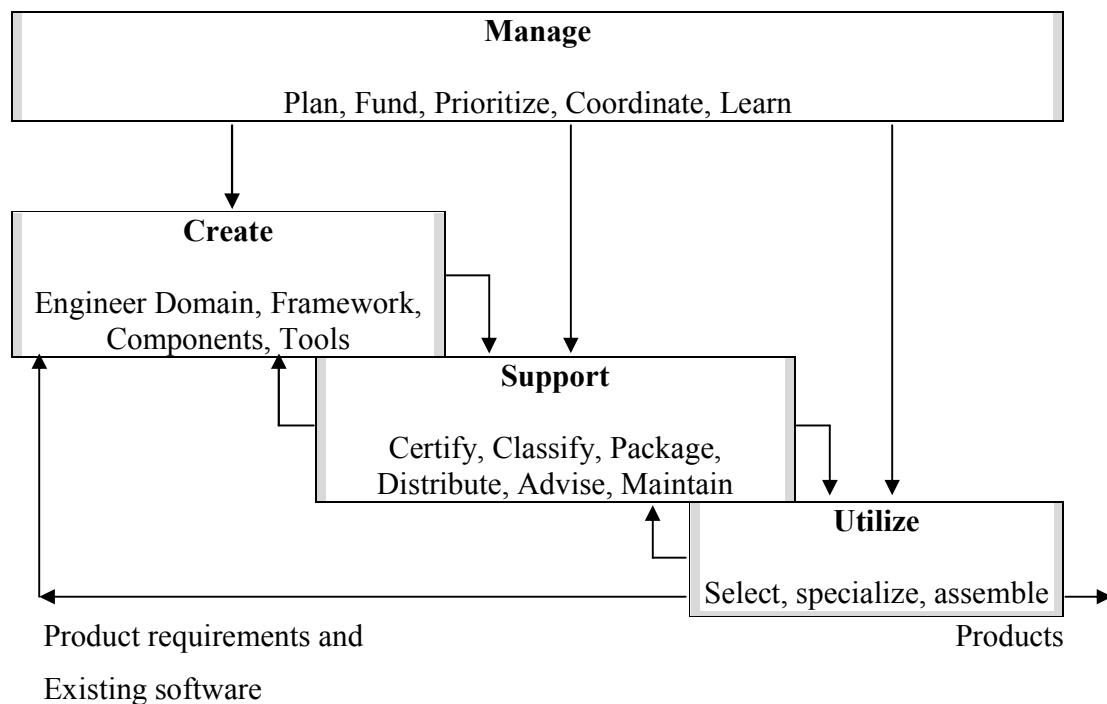 Manage
Plan, Fund, Prioritize, Coordinate, Learn
Create
Engineer Domain, Framework,
Components, Tools
Support
Certify, Classify, Package,
Distribute, Advise, Maintain
Utilize
Select, specialize, assemble
Product requirements and
Existing software
Products